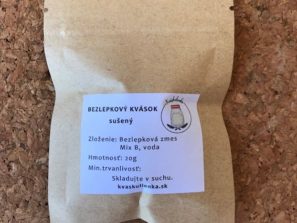 BEZLEPKOVÝ KVÁSOK
sušený
Zloženie: Bezlepková zmes
Mix B, voda
Hmotnosť: 20g
Min.trvanlivosť:
Skladujte v suchu.
kvaskulienka.sk